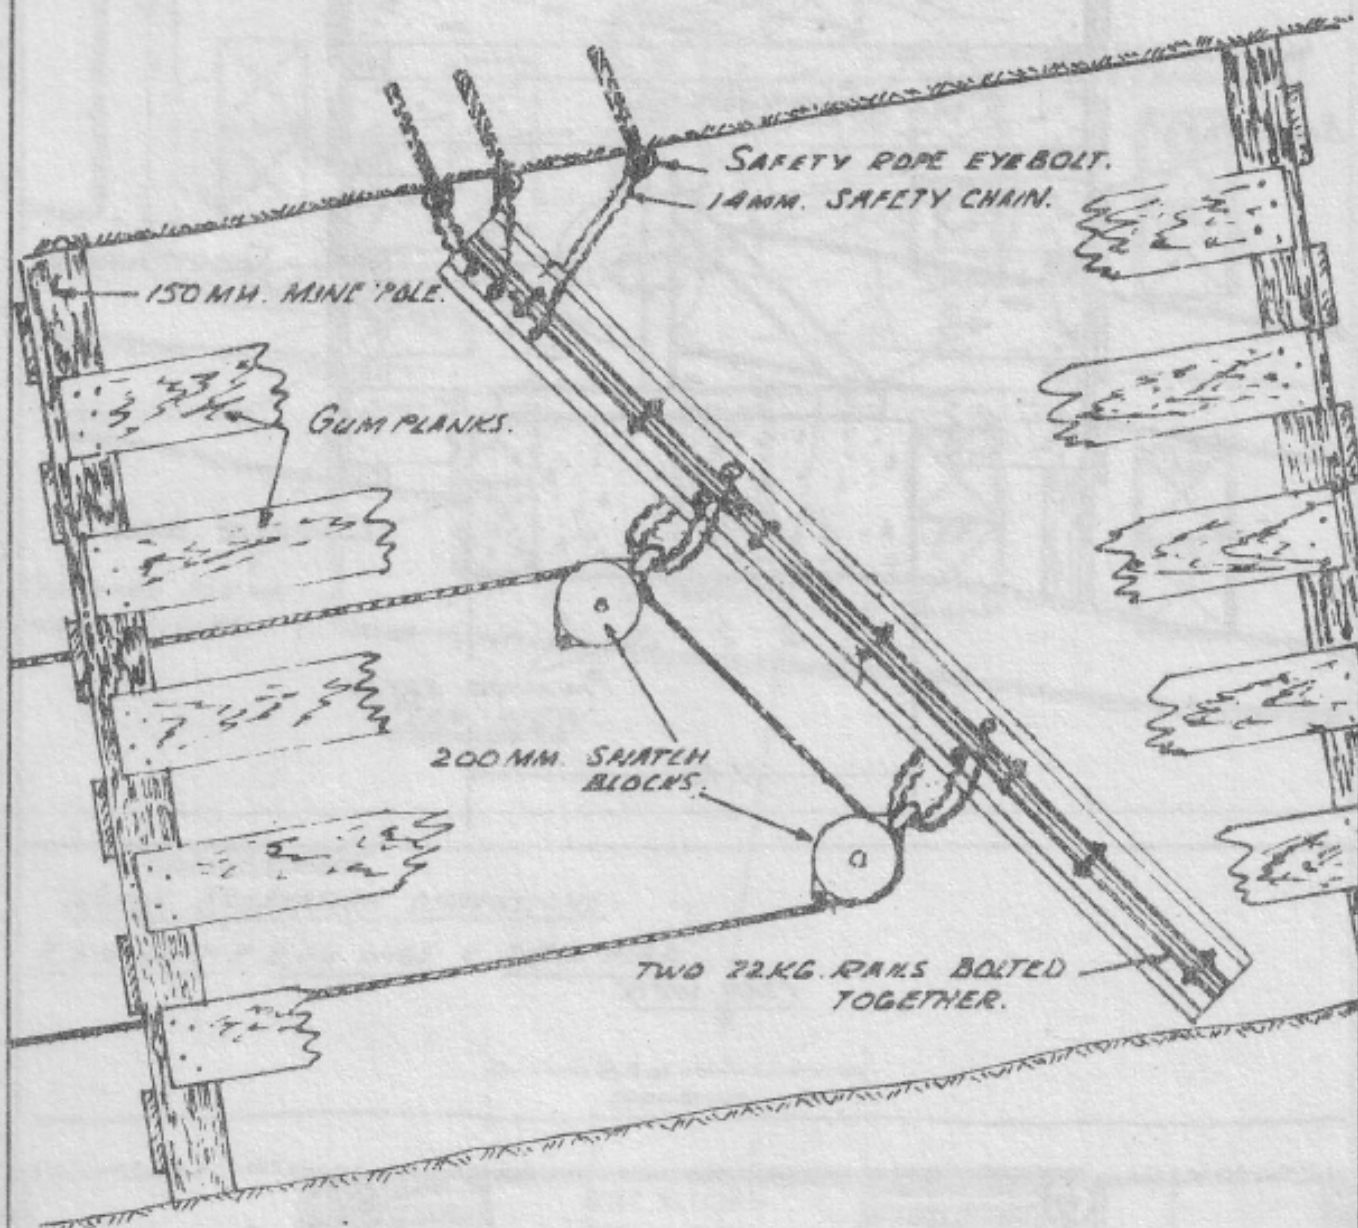 SAFETY ROPE EYEBOLT.
14MM. SAFETY CHAIN.
150MM. MINE POLE.
GUM PLANKS.
200MM. SNATCH
BLOCKS.
TWO 22KG. RAILS BOLTED
TOGETHER.